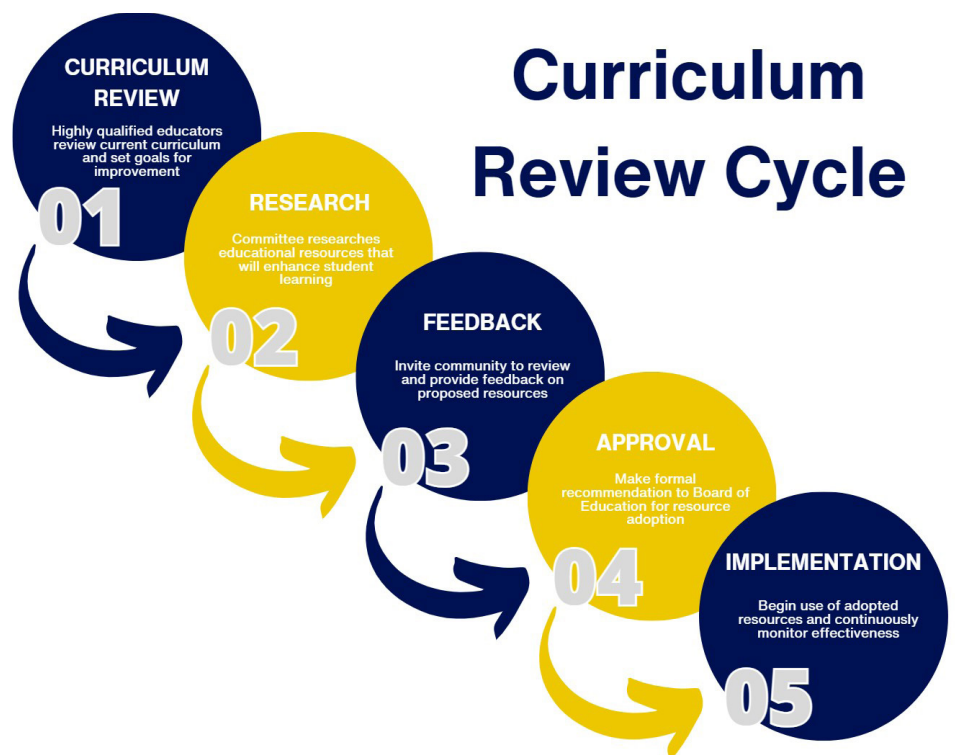 Curriculum
Review Cycle
CURRICULUM
REVIEW
Highly qualified educators
review current curriculum
and set goals for
improvement
01
RESEARCH
Committee researches
educational resources that
will enhance student
learning
02
FEEDBACK
Invite community to review
and provide feedback on
proposed resources
03
APPROVAL
Make formal
recommendation to Board of
Education for resource
adoption
04
IMPLEMENTATION
Begin use of adopted
resources and continuously
monitor effectiveness
05